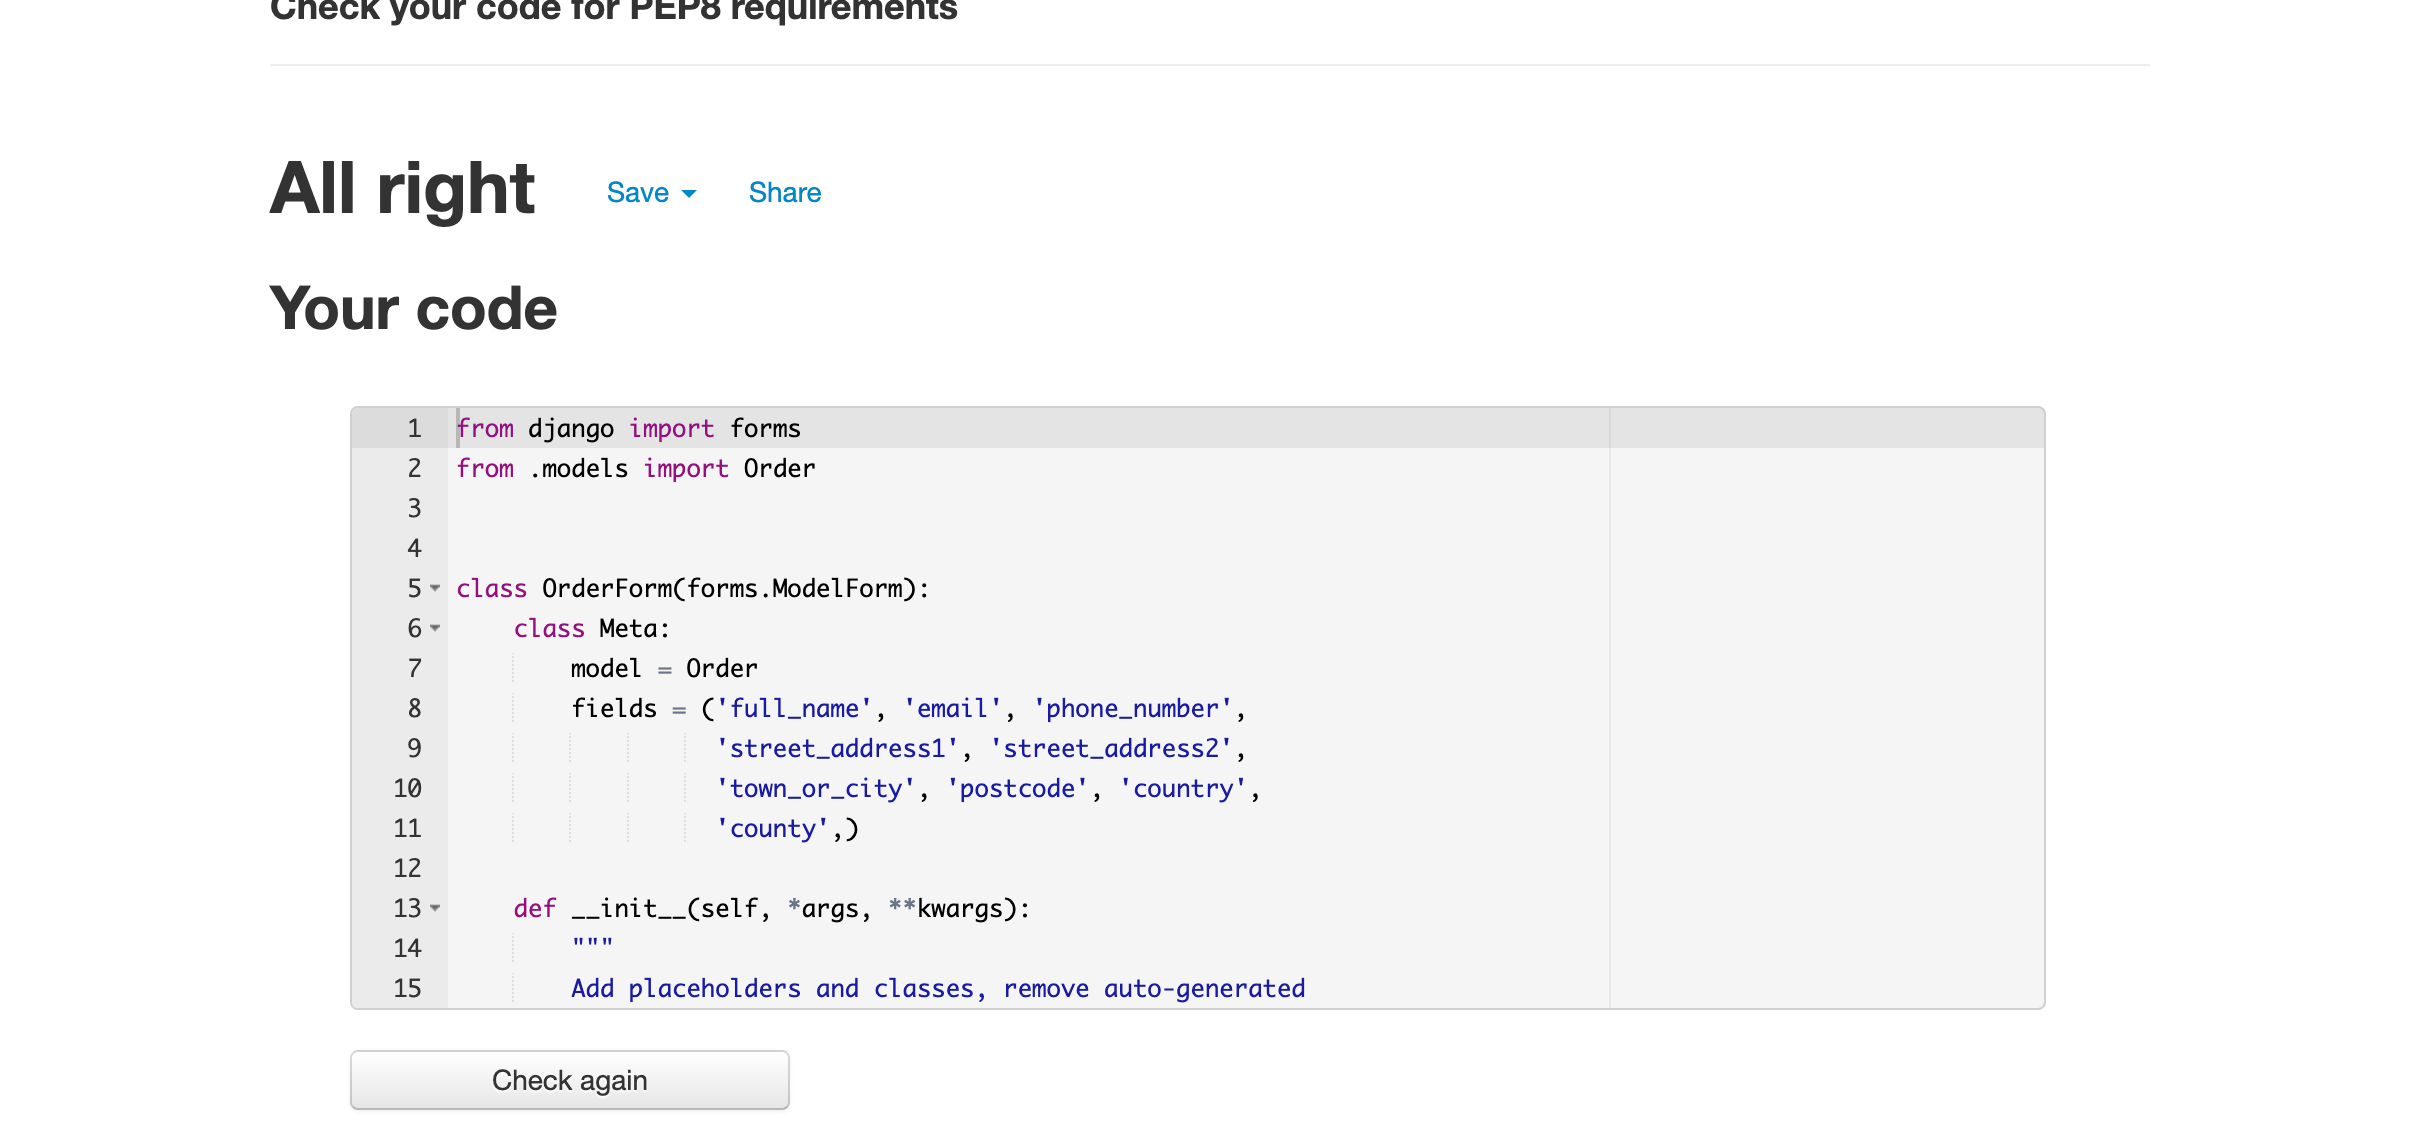 Check your code for PEP8 requirements
All right
Save
Share
Your code
1 from django import forms
2 from .models import Order
3
4
5 class OrderForm(forms.ModelForm):
6     class Meta:
7         model = Order
8         fields = ('full_name', 'email', 'phone_number',
9                   'street_address1', 'street_address2',
10                   'town_or_city', 'postcode', 'country',
11                   'county',)
12
13     def __init__(self, *args, **kwargs):
14         """
15         Add placeholders and classes, remove auto-generated
Check again